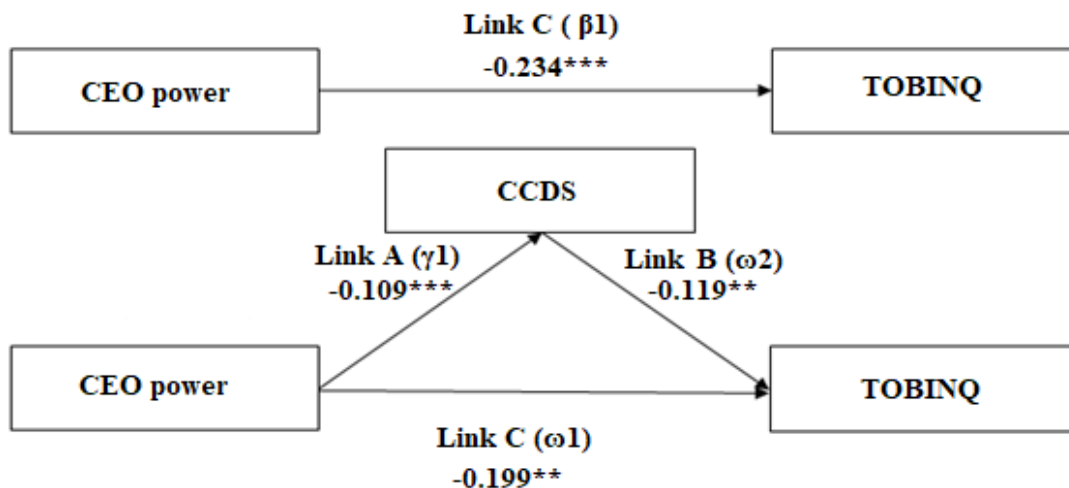 Link C ( β1)
-0.234***
CEO power
TOBINQ
CCDS
Link A (γ1)
-0.109***
Link B (ω2)
-0.119**
CEO power
TOBINQ
Link C (ω1)
-0.199**